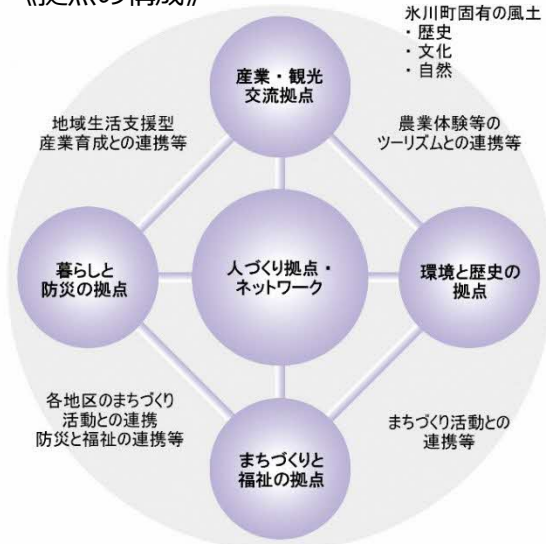 の構成》
氷川町固有の風土
・ 歴史
・ 文化
・ 自然
産業・観光
交流拠点
地域生活支援型
産業育成との連携等
農業体験等の
ツーリズムとの連携等
暮らしと
防災の拠点
人づくり拠点・
ネットワーク
環境と歴史の
拠点
各地区のまちづくり
活動との連携
防災と福祉の連携等
まちづくり活動との
連携等
まちづくりと
福祉の拠点